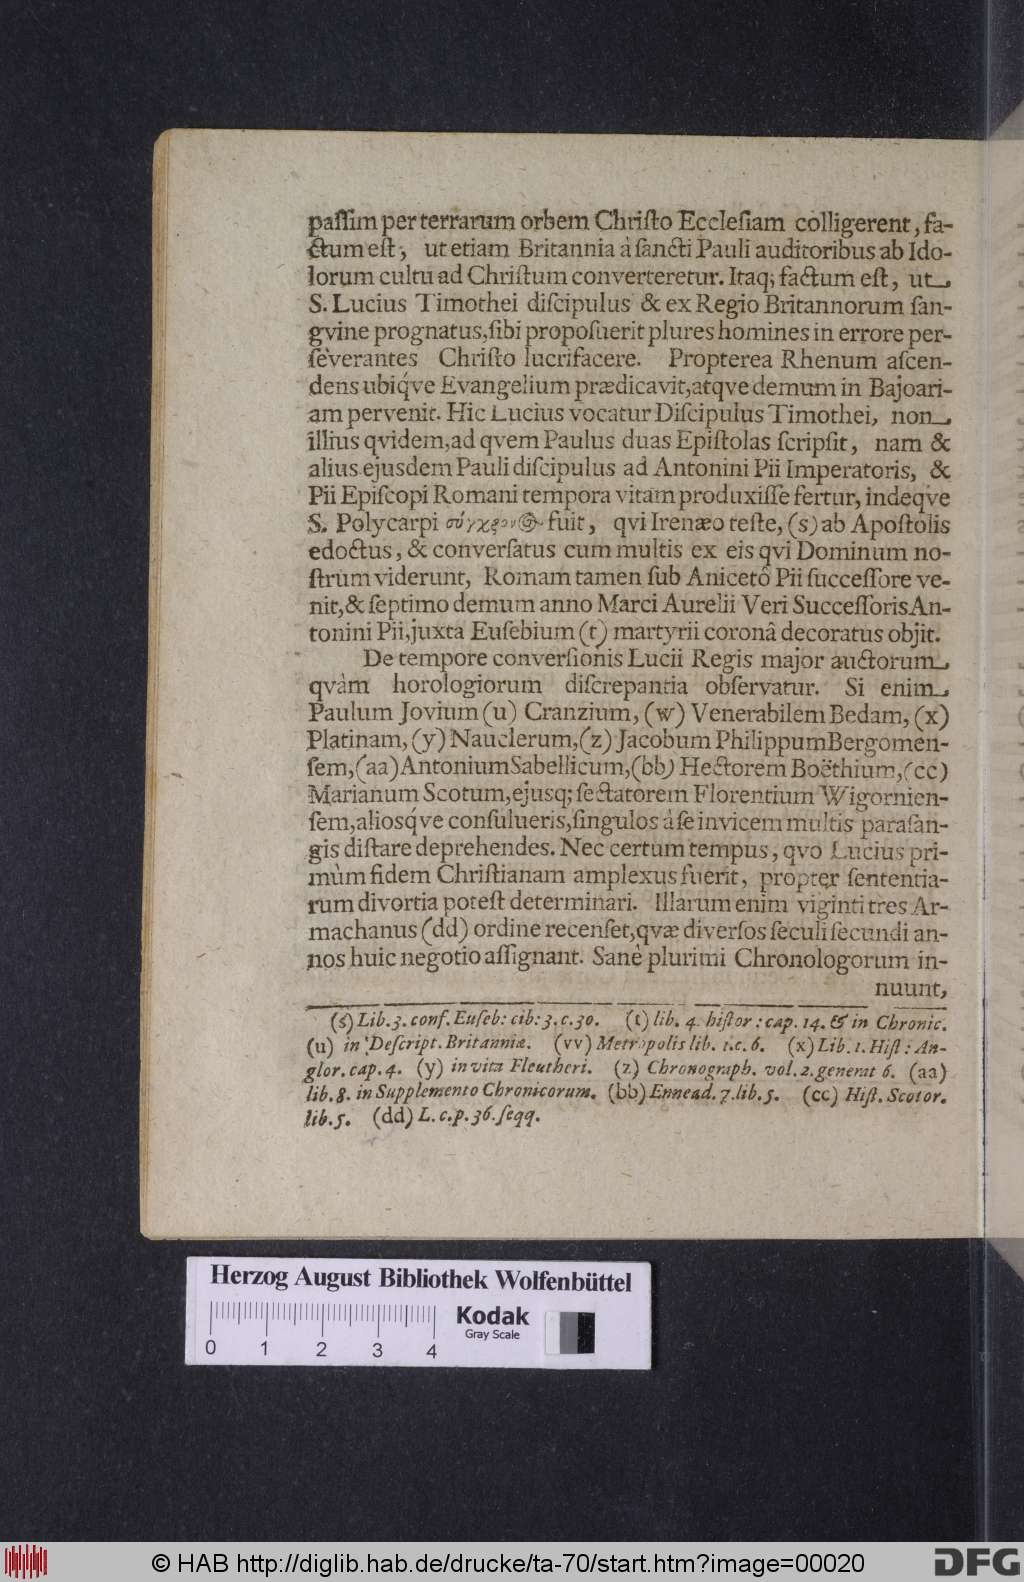 paſſim per terrarum orbem Chriſto Eccleſiam colligerent, fa-
ctum eſt, ut etiam Britannia à ſancti Pauli auditoribus ab Ido-
lorum cultu ad Chriſtum converteretur. Itaq; factum eſt, ut
S. Lucius Timothei diſcipulus & ex Regio Britannorum ſan-
gvine prognatus, ſibi propoſuerit plures homines in errore per-
ſeverantes Chriſto lucrifacere. Propterea Rhenum aſcen-
dens ubiq́ve Evangelium prædicavit, atqve demum in Bajoari-
am pervenit. Hic Lucius vocatur Diſcipulus Timothei, non
illius qvidem, ad qvem Paulus duas Epiſtolas ſcripſit, nam &
alius ejusdem Pauli diſcipulus ad Antonini Pii Imperatoris, &
Pii Epiſcopi Romani tempora vitam produxiſſe fertur, indeqve
S. Polycarpi σύγχρονος fuit, qvi Irenæo teſte, (s) ab Apoſtolis
edoctus, & converſatus cum multis ex eis qvi Dominum no-
ſtrum viderunt, Romam tamen ſub Aniceto Pii ſucceſſore ve-
nit, & ſeptimo demum anno Marci Aurelii Veri Succeſſoris An-
tonini Pii, juxta Euſebium (t) martyrii coronâ decoratus objit.
De tempore converſionis Lucii Regis major auctorum
qvàm horologiorum diſcrepantia obſervatur. Si enim
Paulum Jovium (u) Cranzium, (w) Venerabilem Bedam, (x)
Platinam, (y) Nauclerum, (z) Jacobum Philippum Bergomen-
ſem, (aa) Antonium Sabellicum, (bb) Hectorem Boëthium, (cc)
Marianum Scotum, ejusq; ſectatorem Florentium Wigornien-
ſem, aliosq́ve conſulueris, ſingulos à ſe invicem multis paraſan-
gis diſtare deprehendes. Nec certum tempus, qvo Lucius pri-
mùm fidem Chriſtianam amplexus fuerit, propter ſententia-
rum divortia poteſt determinari. Illarum enim viginti tres Ar-
machanus (dd) ordine recenſet, qvæ diverſos ſeculi ſecundi an-
nos huic negotio aſſignant. Sanè plurimi Chronologorum in-
nuunt,
(s) Lib. 3. conf. Euſeb: cib: 3. c. 30. (t) lib. 4. hiſtor: cap. 14. & in Chronic.
(u) in Deſcript. Britanniæ. (vv) Metropolis lib. 1. c. 6. (x) Lib. 1. Hiſt: An-
glor. cap. 4. (y) in vita Eleutheri. (z) Chronograph. vol. 2. generat 6. (aa)
lib. 8. in Supplemento Chronicorum. (bb) Ennead. 7. lib. 5. (cc) Hiſt. Scotor.
lib. 5. (dd) L. c. p. 36. ſeqq.
Herzog August Bibliothek Wolfenbüttel
Kodak
Gray Scale
0 1 2 3 4
© HAB http://diglib.hab.de/drucke/ta-70/start.htm?image=00020
DFG